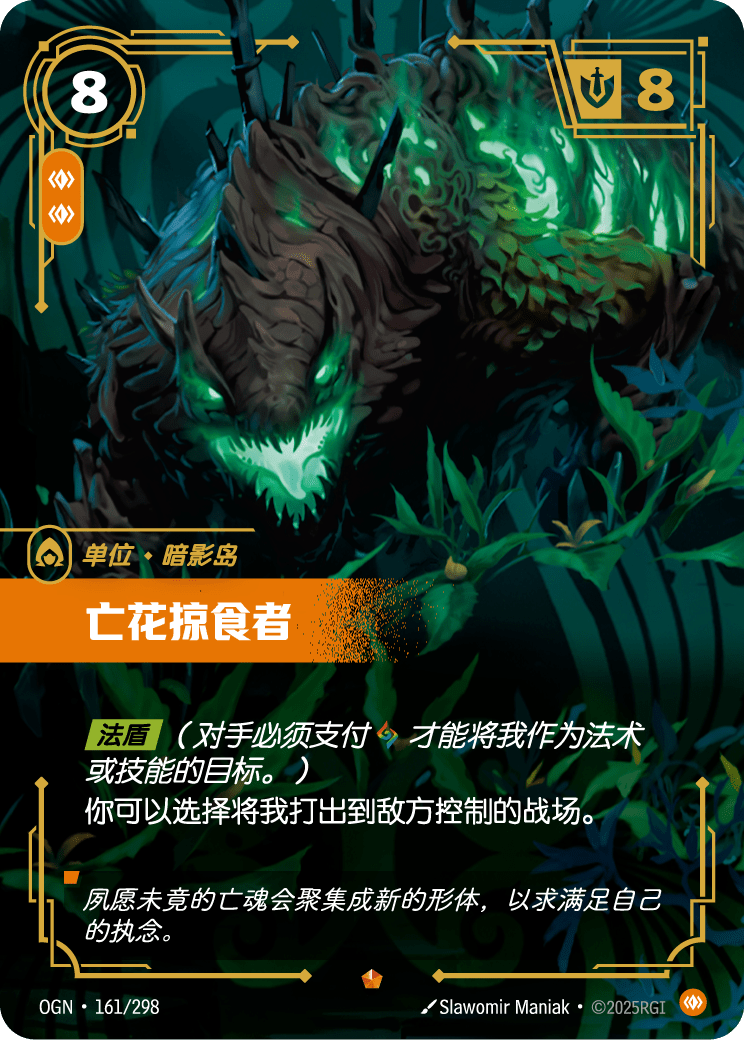 8
8
单位・暗影岛
亡花掠食者
法盾（对手必须支付 才能将我作为法术
或技能的目标。）
你可以选择将我打出到敌方控制的战场。
夙愿未竟的亡魂会聚集成新的形体，以求满足自己
的执念。
OGN • 161/298
Slawomir Maniak • ©2025RGI